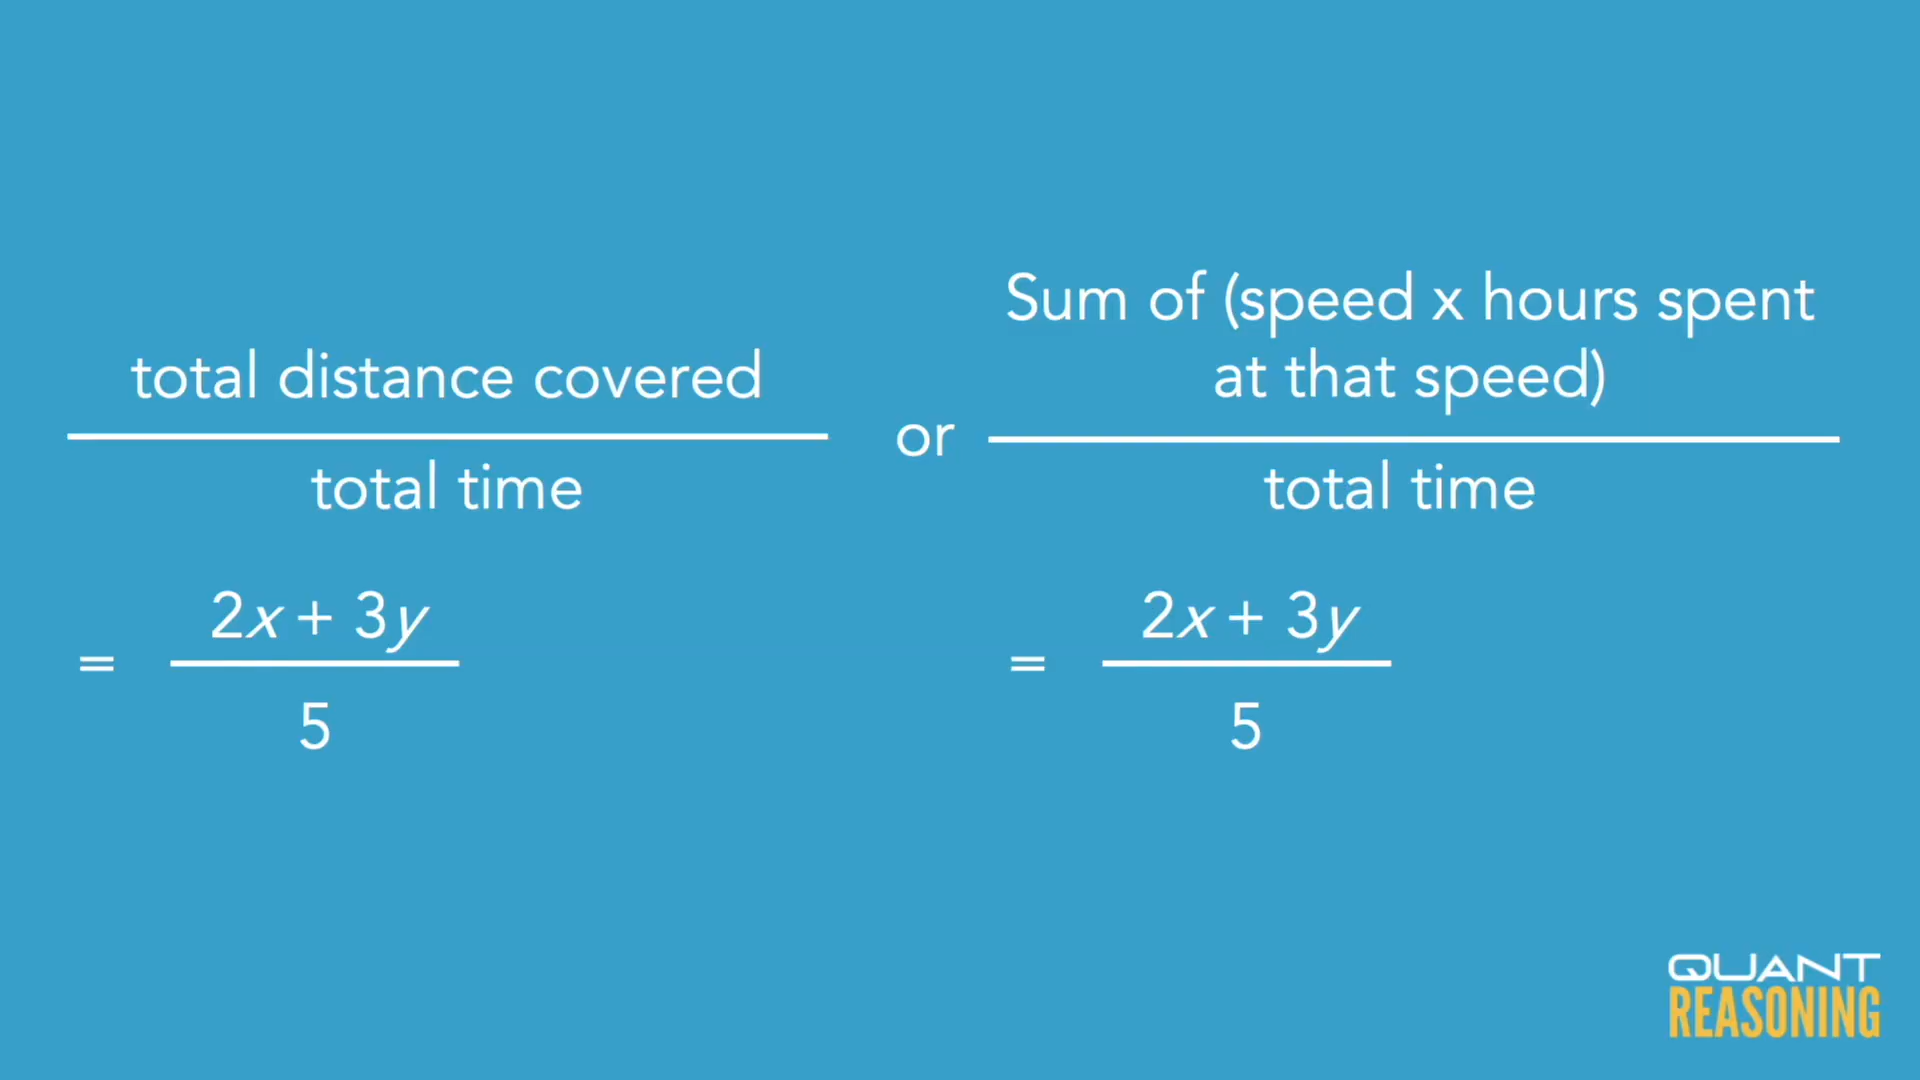 total distance covered
total time
= 2x + 3y
5
or
Sum of (speed x hours spent
at that speed)
total time
= 2x + 3y
5
QUANT
REASONING